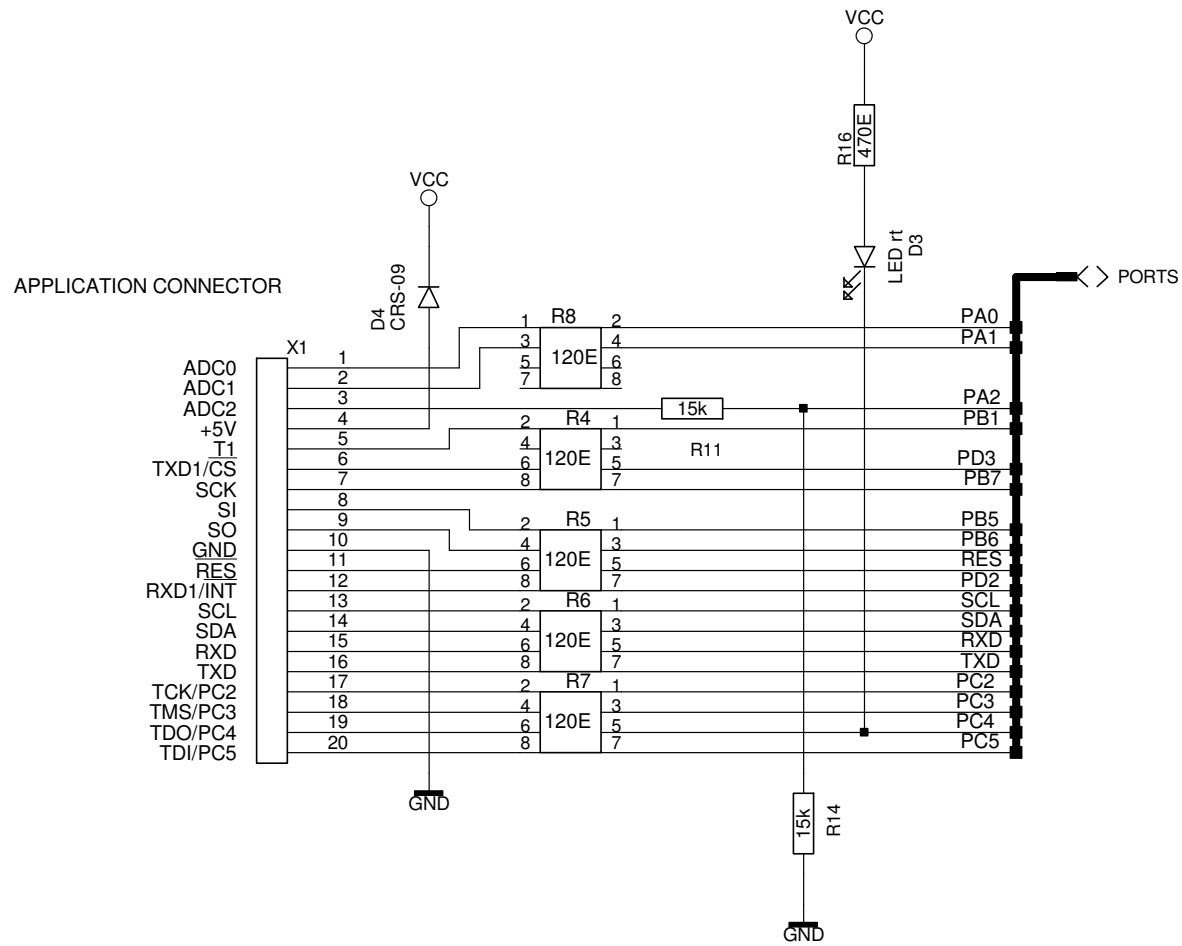 VCC
R16
470E
VCC
LED rt
D3
APPLICATION CONNECTOR
D4
CRS-09
PORTS
X1
ADC0
ADC1
ADC2
+5V
T1
TXD1/CS
SCK
SI
SO
GND
RES
RXD1/INT
SCL
SDA
RXD
TXD
TCK/PC2
TMS/PC3
TDO/PC4
TDI/PC5
1
2
3
4
5
6
7
8
9
10
11
12
13
14
15
16
17
18
19
20
R8
1 2
3 4
5 6
7 8
120E
15k
R11
R4
2 1
4 3
6 5
8 7
120E
R5
2 1
4 3
6 5
8 7
120E
R6
2 1
4 3
6 5
8 7
120E
R7
2 1
4 3
6 5
8 7
120E
PA0
PA1
PA2
PB1
PD3
PB7
PB5
PB6
RES
PD2
SCL
SDA
RXD
TXD
PC2
PC3
PC4
PC5
GND
15k
R14
GND